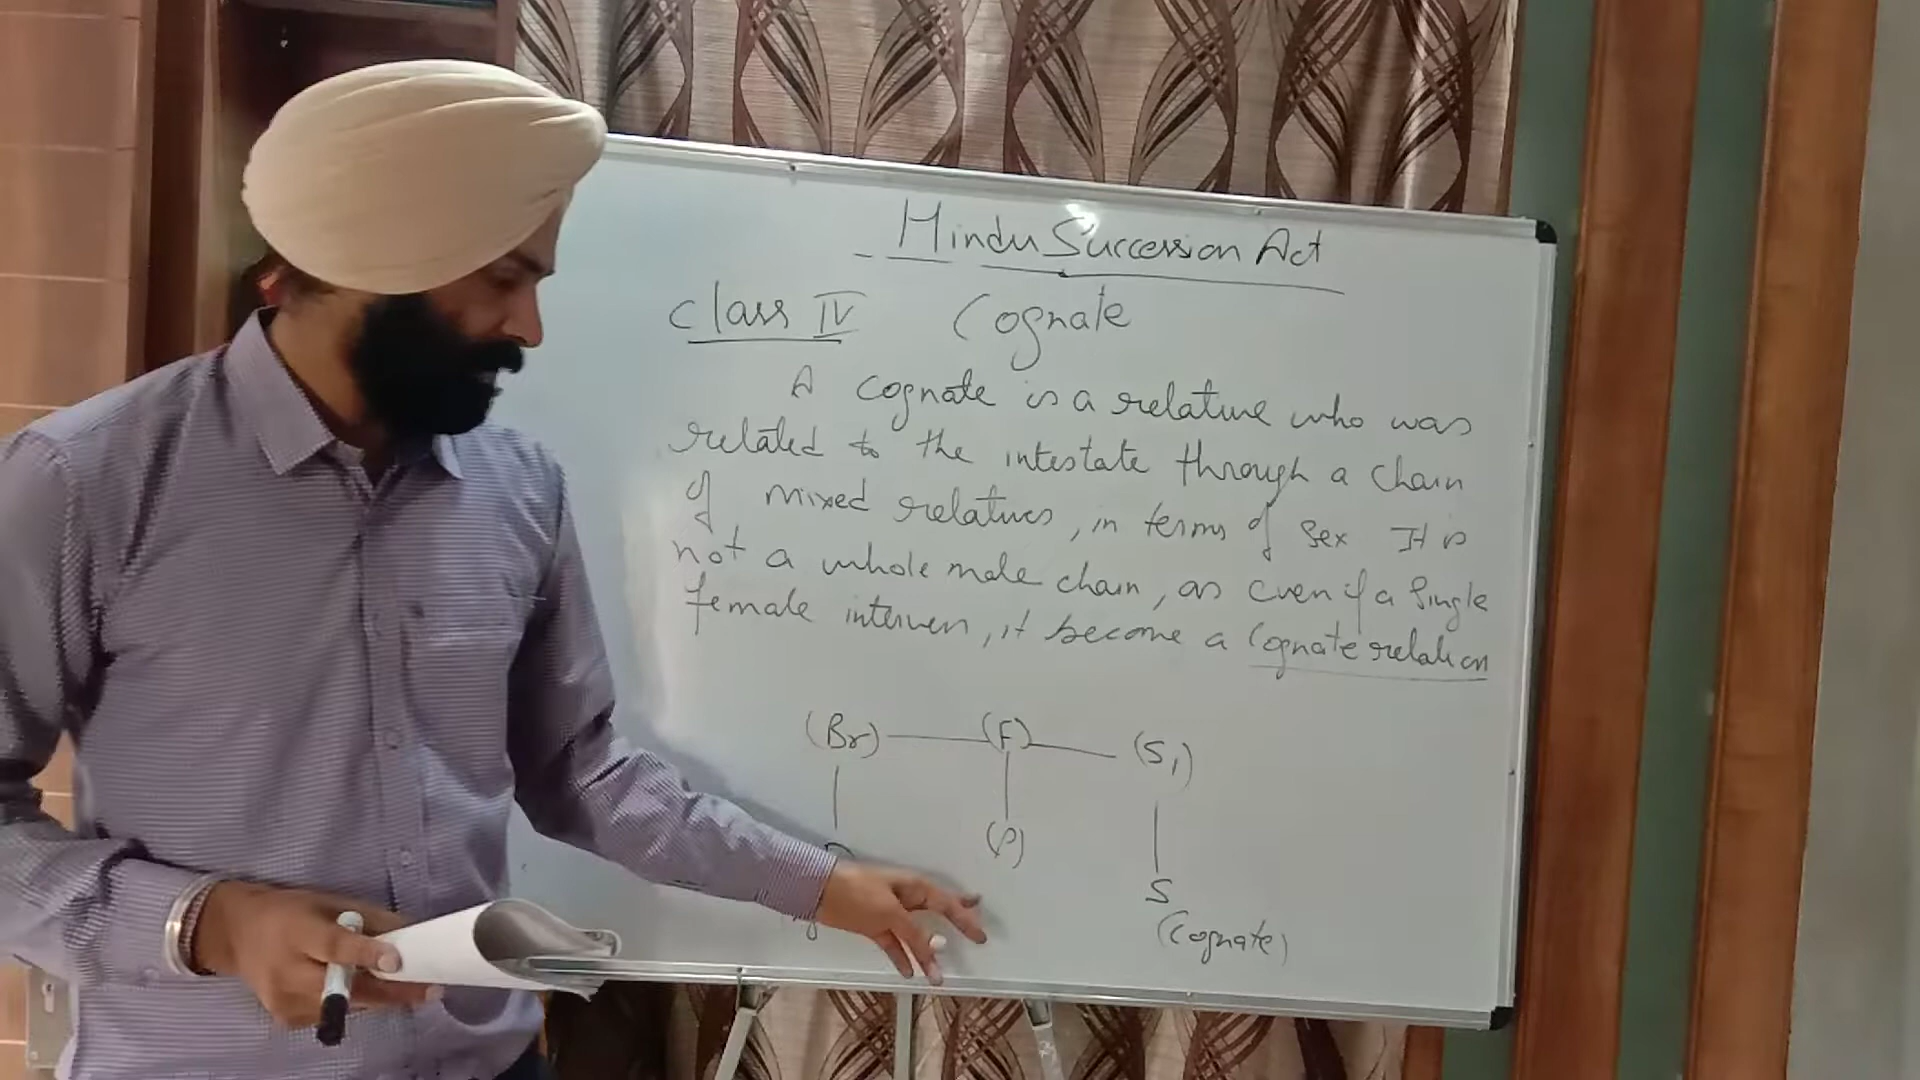 Hindu Succession Act
Class IV Cognate
A cognate is a relative who was
related to the intestate through a chain
of mixed relatives, in terms of sex. It is
not a whole male chain, as even if a single
female interven, it become a Cognate relation
(Br) (F) (S1)
(P)
S
(Cognate)